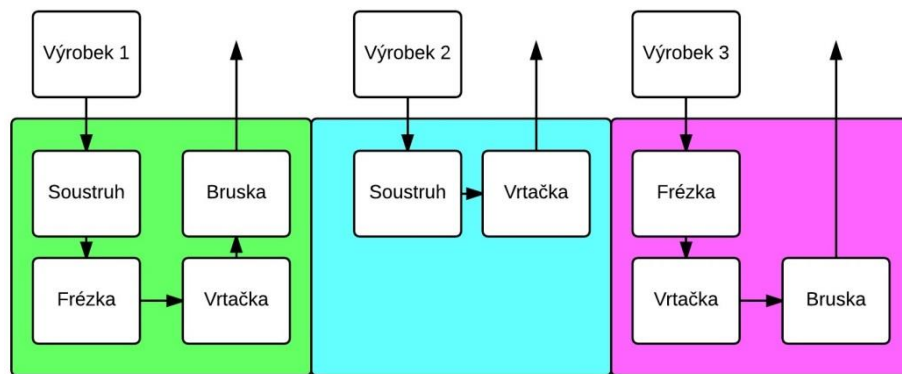 Výrobek 1
Výrobek 2
Výrobek 3
Soustruh
Bruska
Frézka
Vrtačka
Soustruh
Vrtačka
Frézka
Vrtačka
Bruska